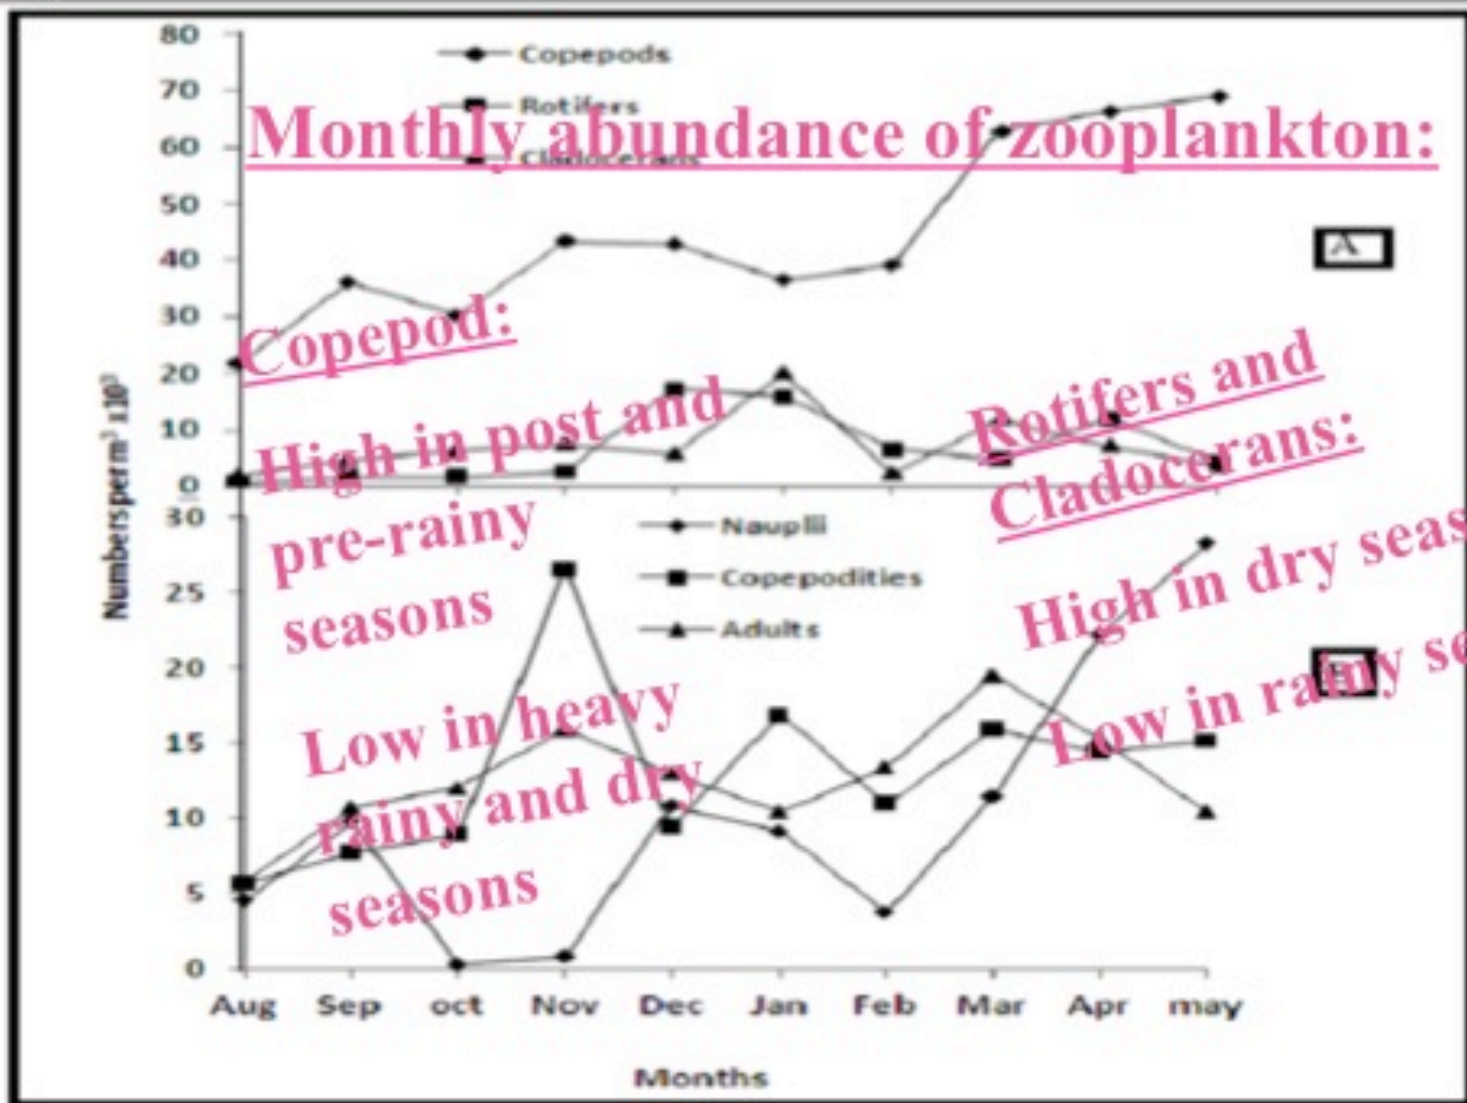 Monthly abundance of zooplankton:
Copepods
Rotifers
Cladocerans
80
70
60
50
40
30
20
10
0
A
Copepod:
High in post and
pre-rainy
seasons
Low in heavy
rainy and dry
seasons
Rotifers and
Cladocerans:
High in dry seas
Low in rainy se
Numbersperm³ x10³
30
25
20
15
10
5
0
Nauplii
Copepodities
Adults
Aug Sep oct Nov Dec Jan Feb Mar Apr may
Months